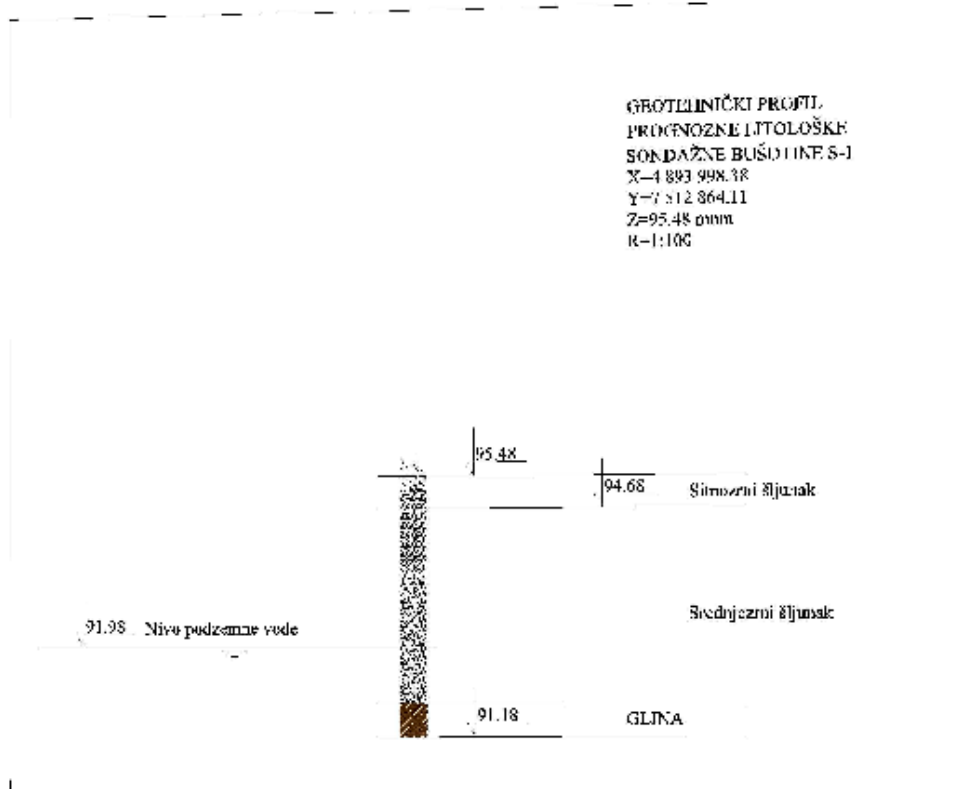 GEOTEHNIČKI PROFIL
PROGNOZNE LITOLOŠKE
SONDAŽNE BUŠOTINE S-1
X=4 893 998.38
Y=7 512 864.11
Z=95.48 mnm
R=1:100
95.48
94.68 Sitnozrni šljunak
Srednjezrni šljunak
91.98 Nivo podzemne vode
91.18 GLINA